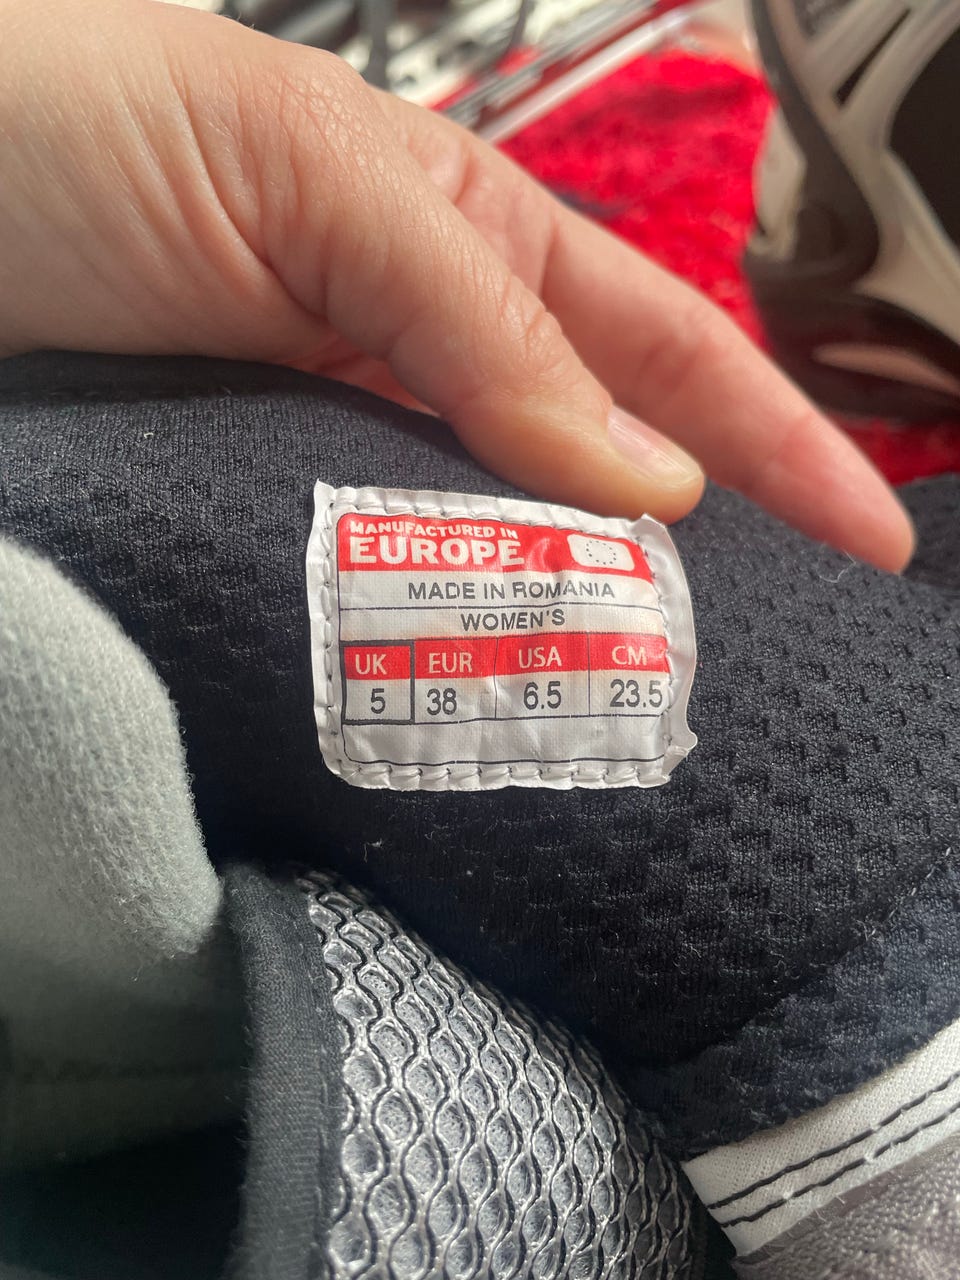 MANUFACTURED IN
EUROPE
MADE IN ROMANIA
WOMEN'S
UK EUR USA CM
5 38 6.5 23.5